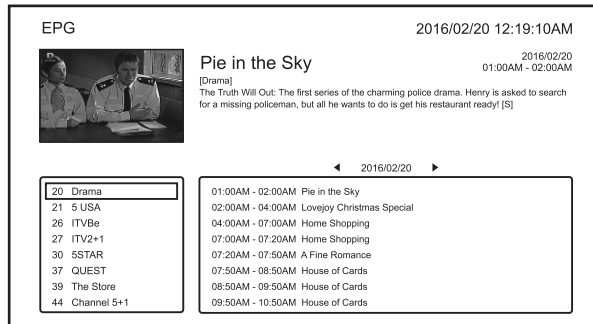 EPG
2016/02/20 12:19:10AM
Pie in the Sky
2016/02/20
01:00AM - 02:00AM
[Drama]
The Truth Will Out: The first series of the charming police drama. Henry is asked to search
for a missing policeman, but all he wants to do is get his restaurant ready! [S]
◀ 2016/02/20 ▶
20 Drama
21 5 USA
26 ITVBe
27 ITV2+1
30 5STAR
37 QUEST
39 The Store
44 Channel 5+1
01:00AM - 02:00AM Pie in the Sky
02:00AM - 04:00AM Lovejoy Christmas Special
04:00AM - 07:00AM Home Shopping
07:00AM - 07:20AM Home Shopping
07:20AM - 07:50AM A Fine Romance
07:50AM - 08:50AM House of Cards
08:50AM - 09:50AM House of Cards
09:50AM - 10:50AM House of Cards